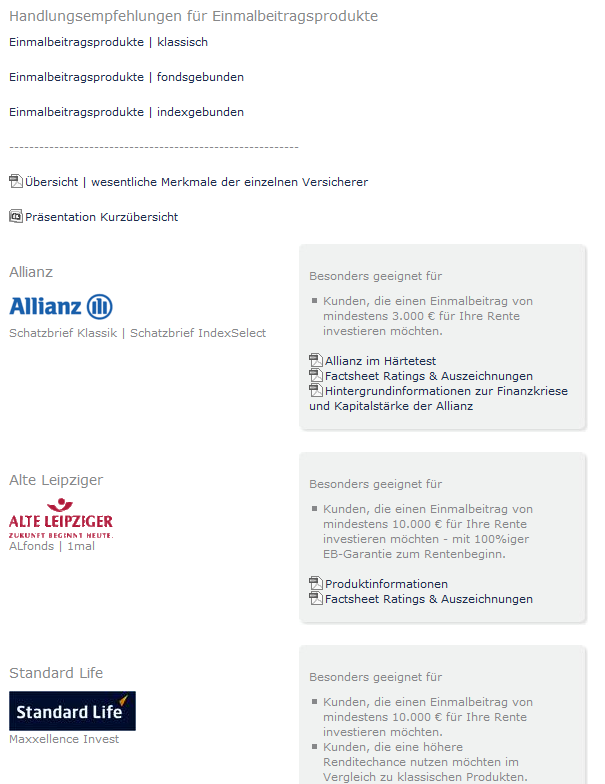 Handlungsempfehlungen für Einmalbeitragsprodukte
Einmalbeitragsprodukte | klassisch
Einmalbeitragsprodukte | fondsgebunden
Einmalbeitragsprodukte | indexgebunden
----------------------------------------------------------
Übersicht | wesentliche Merkmale der einzelnen Versicherer
Präsentation Kurzübersicht
Allianz
Allianz
Schatzbrief Klassik | Schatzbrief IndexSelect
Besonders geeignet für
Kunden, die einen Einmalbeitrag von
mindestens 3.000 € für Ihre Rente
investieren möchten.
Allianz im Härtetest
Factsheet Ratings & Auszeichnungen
Hintergrundinformationen zur Finanzkriese
und Kapitalstärke der Allianz
Alte Leipziger
ALTE LEIPZIGER
ZUKUNFT BEGINNT HEUTE.
ALfonds | 1mal
Besonders geeignet für
Kunden, die einen Einmalbeitrag von
mindestens 10.000 € für Ihre Rente
investieren möchten - mit 100%iger
EB-Garantie zum Rentenbeginn.
Produktinformationen
Factsheet Ratings & Auszeichnungen
Standard Life
Standard Life
Maxxellence Invest
Besonders geeignet für
Kunden, die einen Einmalbeitrag von
mindestens 10.000 € für Ihre Rente
investieren möchten.
Kunden, die eine höhere
Renditechance nutzen möchten im
Vergleich zu klassischen Produkten.